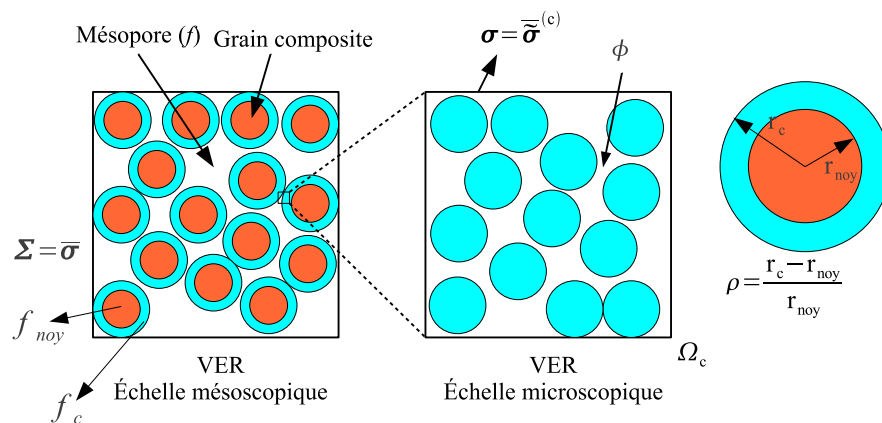 Mésopore (f)
Grain composite
σ = σ̿̃⁽ᶜ⁾
ϕ
r_c
r_noy
Σ = σ̅
ρ = (r_c − r_noy) / r_noy
f_noy
f_c
VER
Échelle mésoscopique
VER
Échelle microscopique
Ω_c